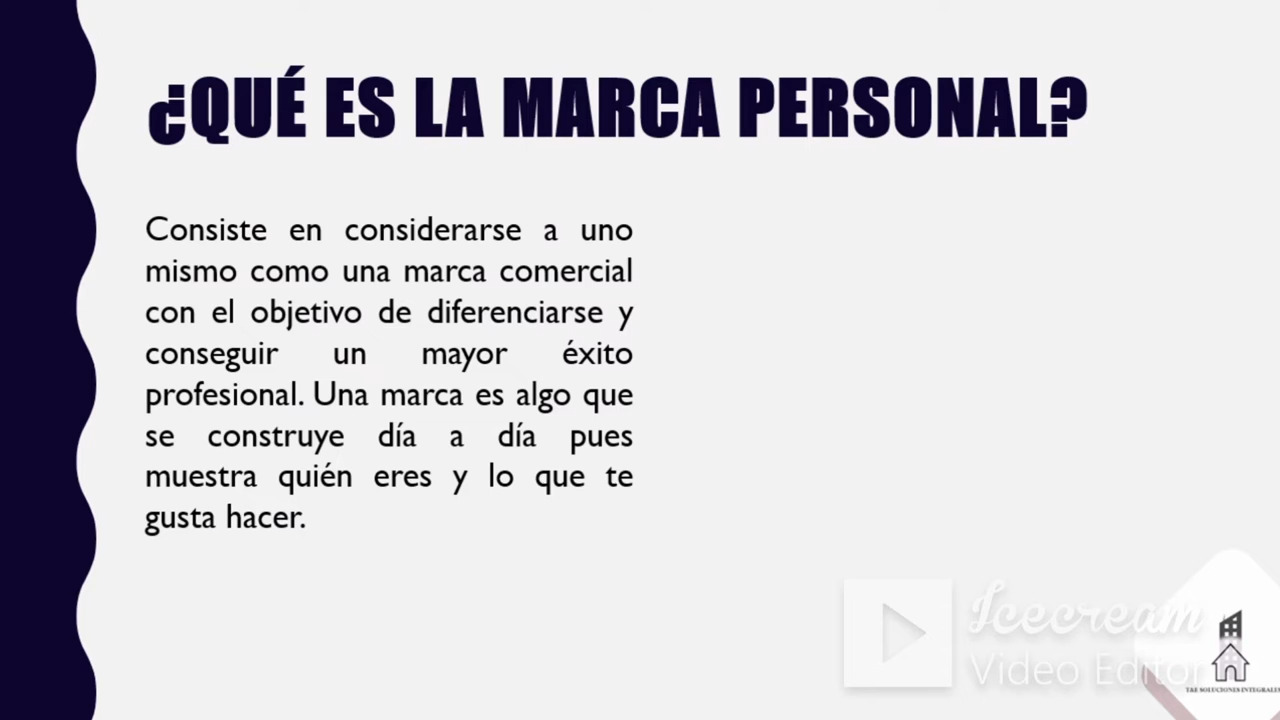 ¿QUÉ ES LA MARCA PERSONAL?
Consiste en considerarse a uno
mismo como una marca comercial
con el objetivo de diferenciarse y
conseguir un mayor éxito
profesional. Una marca es algo que
se construye día a día pues
muestra quién eres y lo que te
gusta hacer.
Icecream
Video Editor
T&E SOLUCIONES INTEGRALES